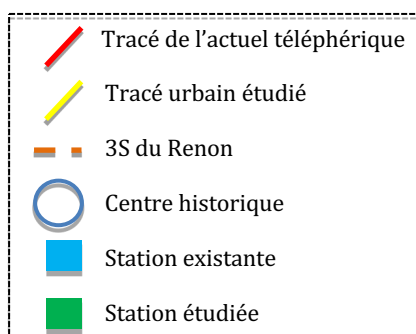 Tracé de l’actuel téléphérique
Tracé urbain étudié
3S du Renon
Centre historique
Station existante
Station étudiée